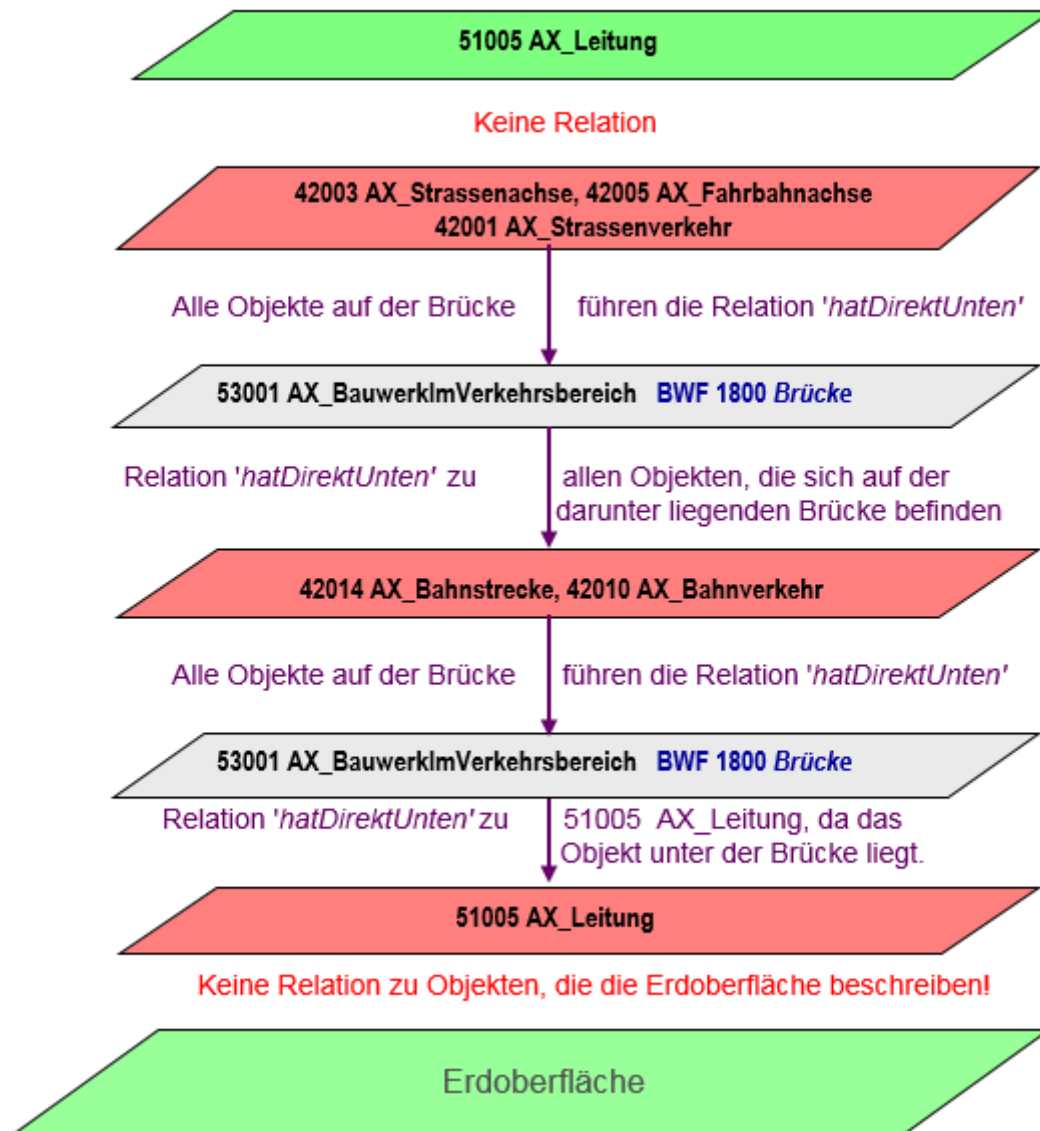 51005 AX_Leitung
Keine Relation
42003 AX_Strassenachse, 42005 AX_Fahrbahnachse
42001 AX_Strassenverkehr
Alle Objekte auf der Brücke führen die Relation 'hatDirektUnten'
53001 AX_BauwerkImVerkehrsbereich BWF 1800 Brücke
Relation 'hatDirektUnten' zu allen Objekten, die sich auf der
darunter liegenden Brücke befinden
42014 AX_Bahnstrecke, 42010 AX_Bahnverkehr
Alle Objekte auf der Brücke führen die Relation 'hatDirektUnten'
53001 AX_BauwerkImVerkehrsbereich BWF 1800 Brücke
Relation 'hatDirektUnten' zu 51005 AX_Leitung, da das
Objekt unter der Brücke liegt.
51005 AX_Leitung
Keine Relation zu Objekten, die die Erdoberfläche beschreiben!
Erdoberfläche